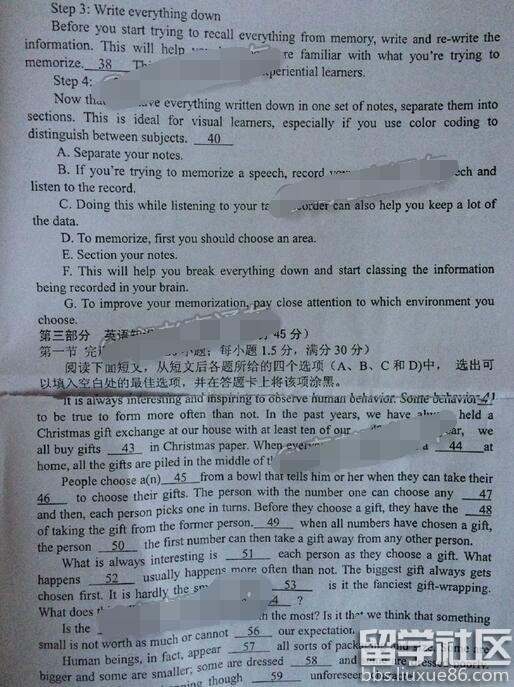 Step 3: Write everything down
Before you start trying to recall everything from memory, write and re-write the
information. This will help re familiar with what you're trying to
memorize. 38 Thi xperiential learners.
Step 4:
Now tha ve everything written down in one set of notes, separate them into
sections. This is ideal for visual learners, especially if you use color coding to
distinguish between subjects. 40
A. Separate your notes.
B. If you're trying to memorize a speech, record ech and
listen to the record.
C. Doing this while listening to your ta order can also help you keep a lot of
the data.
D. To memorize, first you should choose an area.
E. Section your notes.
F. This will help you break everything down and start classing the information
being recorded in your brain.
G. To improve your memorization, pay close attention to which environment you
choose.
第三部分 英语 45分)
第一节 完 小题;每小题1.5分,满分30分)
阅读下面短文,从短文后各题所给的四个选项(A、B、C和D)中, 选出可
以填入空白处的最佳选项,并在答题卡上将该项涂黑。
It is always interesting and inspiring to observe human behavior. Some behavior 41
to be true to form more often than not. In the past years, we have held a
Christmas gift exchange at our house with at least ten of our ar, we
all buy gifts 43 in Christmas paper. When a 44 at
home, all the gifts are piled in the middle of
People choose a(n) 45 from a bowl that tells him or her when they can take their
46 to choose their gifts. The person with the number one can choose any 47
and then, each person picks one in turns. Before they choose a gift, they have the 48
of taking the gift from the former person. 49 when all numbers have chosen a gift,
the person 50 the first number can then take a gift away from any other person.
What is always interesting is 51 each person as they choose a gift. What
happens 52 usually happens more often than not. The biggest gift always gets
chosen first. It is hardly the 53 is it the fanciest gift-wrapping.
What does ?
Is the h the most? Is it that we think that something
small is not worth as much or cannot 56 our expectation.
Human beings, in fact, appear 57 all sorts of
bigger and some are smaller; some are dressed 58
though 59
留学社区
bbs.liuxue86.com